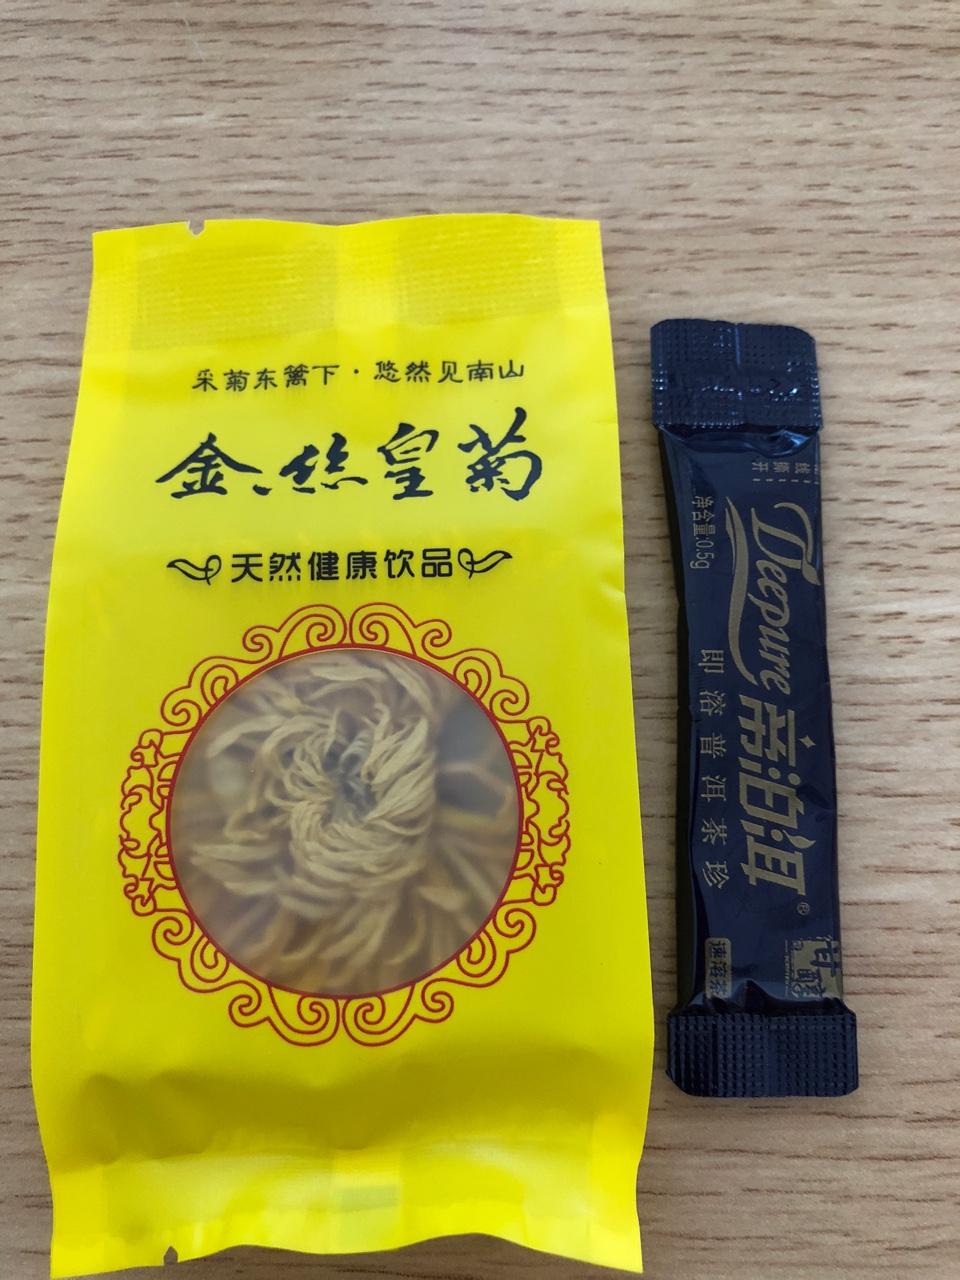 采菊东篱下·悠然见南山
金丝皇菊
天然健康饮品
撕开
净含量:0.5g
Deepure 帝泊洱®
即溶普洱茶珍
速溶茶